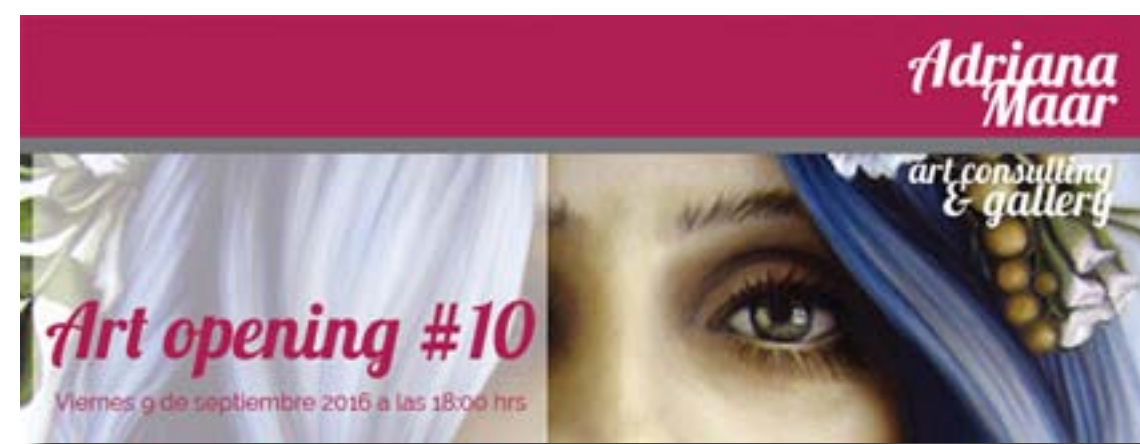 Adriana
Maar
art consulting
& gallery
Art opening #10
Viernes 9 de septiembre 2016 a las 18:00 hrs